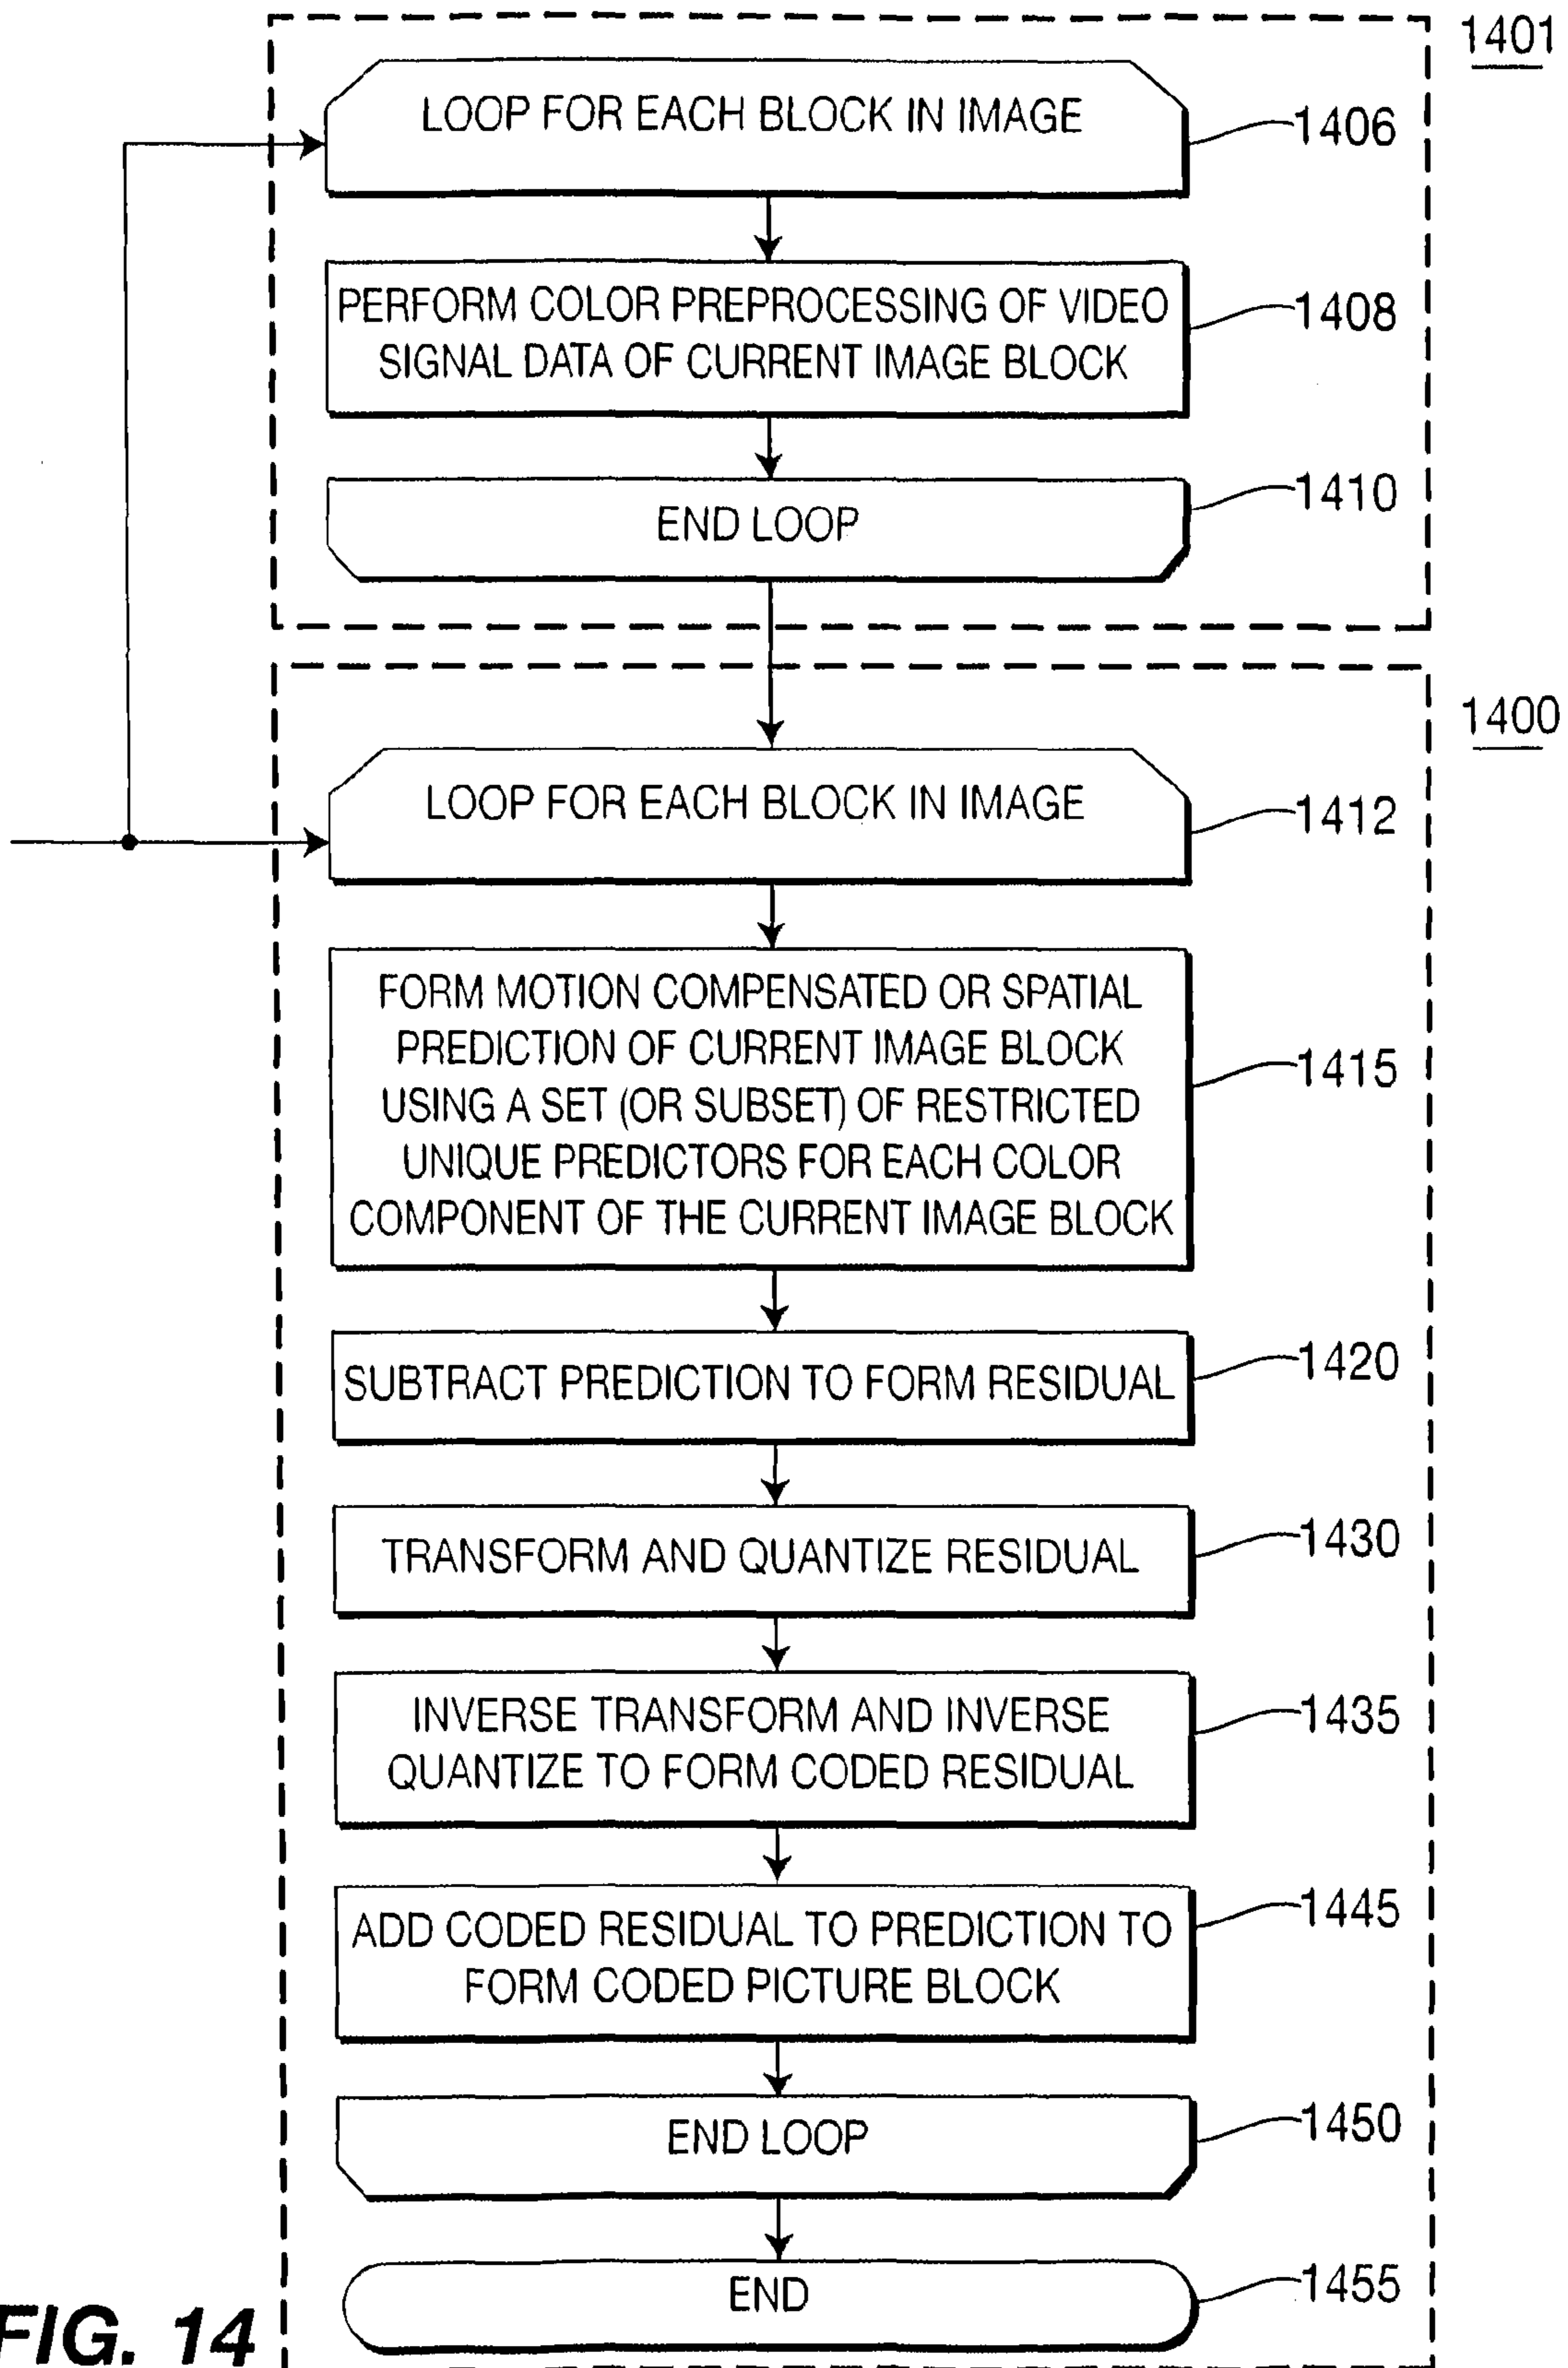 1401
LOOP FOR EACH BLOCK IN IMAGE
1406
PERFORM COLOR PREPROCESSING OF VIDEO
SIGNAL DATA OF CURRENT IMAGE BLOCK
1408
END LOOP
1410
1400
LOOP FOR EACH BLOCK IN IMAGE
1412
FORM MOTION COMPENSATED OR SPATIAL
PREDICTION OF CURRENT IMAGE BLOCK
USING A SET (OR SUBSET) OF RESTRICTED
UNIQUE PREDICTORS FOR EACH COLOR
COMPONENT OF THE CURRENT IMAGE BLOCK
1415
SUBTRACT PREDICTION TO FORM RESIDUAL
1420
TRANSFORM AND QUANTIZE RESIDUAL
1430
INVERSE TRANSFORM AND INVERSE
QUANTIZE TO FORM CODED RESIDUAL
1435
ADD CODED RESIDUAL TO PREDICTION TO
FORM CODED PICTURE BLOCK
1445
END LOOP
1450
END
1455
FIG. 14